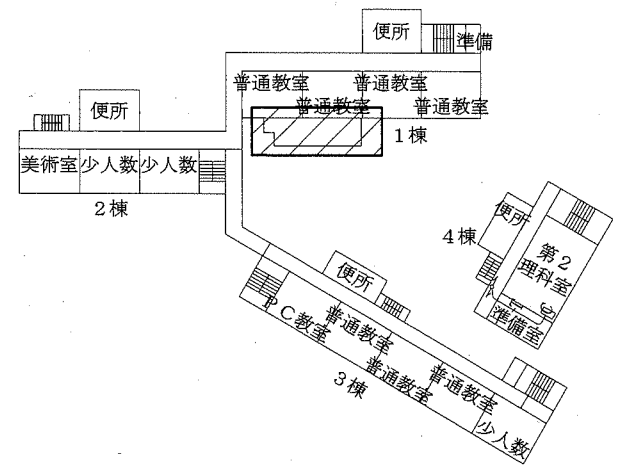 便所
準備
普通教室
普通教室
普通教室
普通教室
1棟
便所
美術室
少人数
少人数
2棟
便所
4棟
第2
理科室
準備室
便所
PC教室
普通教室
普通教室
普通教室
3棟
少人数